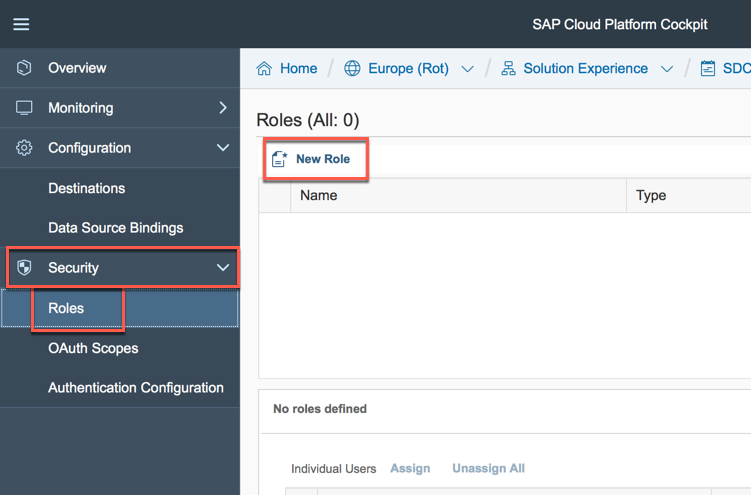 SAP Cloud Platform Cockpit
Overview
Monitoring
Configuration
Destinations
Data Source Bindings
Security
Roles
OAuth Scopes
Authentication Configuration
Home / Europe (Rot) / Solution Experience / SDC
Roles (All: 0)
New Role
Name Type
No roles defined
Individual Users Assign Unassign All